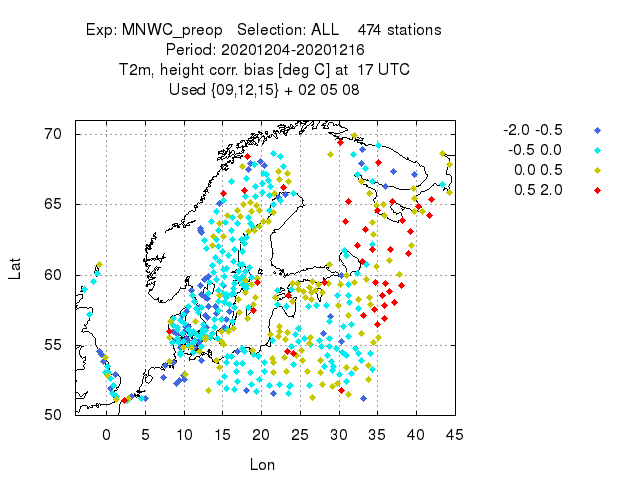 Exp: MNWC_preop   Selection: ALL    474 stations
Period: 20201204-20201216
T2m, height corr. bias [deg C] at  17 UTC
Used {09,12,15} + 02 05 08
-2.0 -0.5
-0.5 0.0
0.0 0.5
0.5 2.0
70
65
60
55
50
Lat
0 5 10 15 20 25 30 35 40 45
Lon